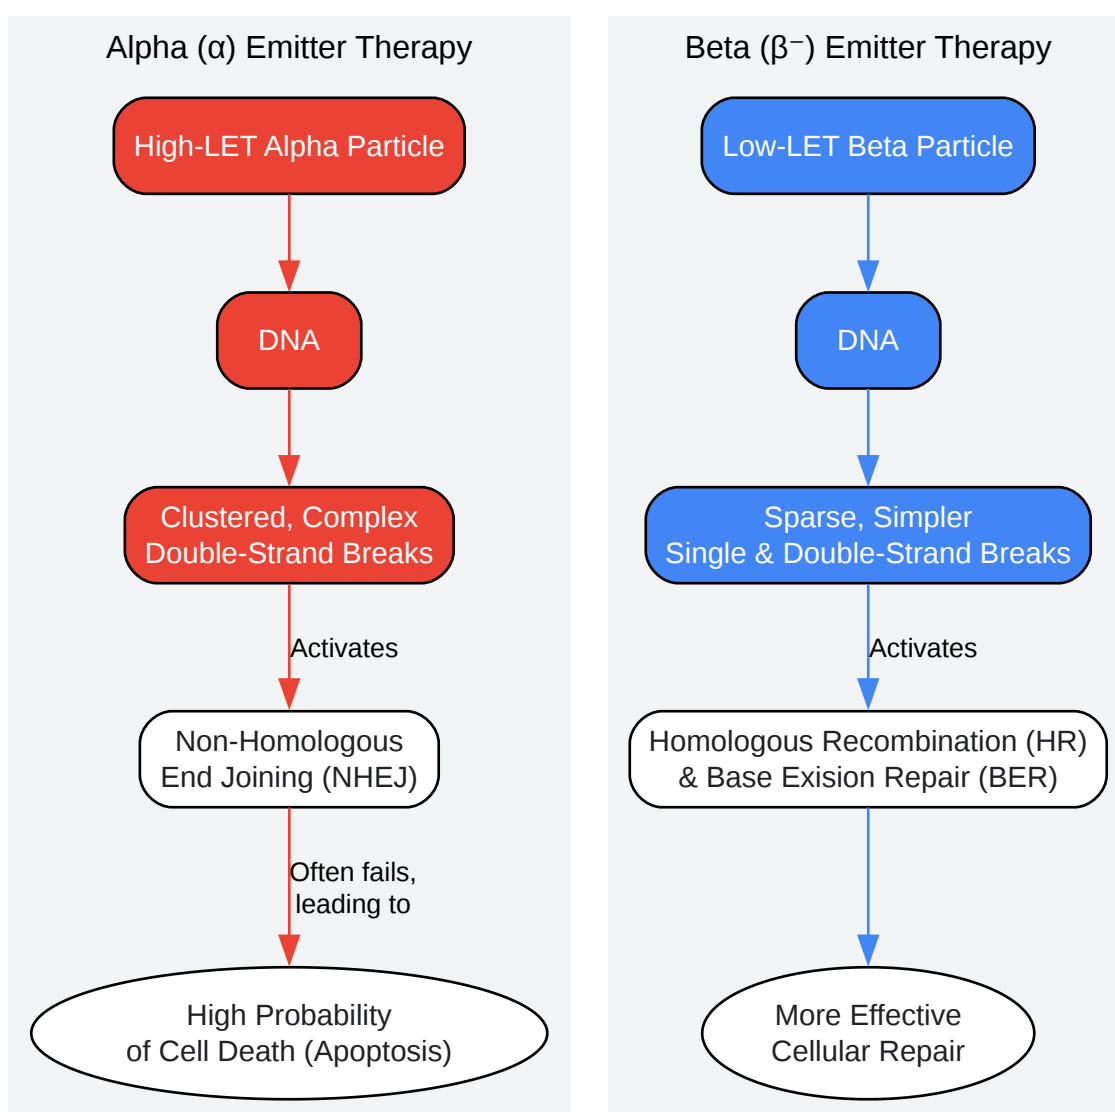 Alpha (α) Emitter Therapy
High-LET Alpha Particle
DNA
Clustered, Complex
Double-Strand Breaks
Activates
Non-Homologous
End Joining (NHEJ)
Often fails,
leading to
High Probability
of Cell Death (Apoptosis)
Beta (β⁻) Emitter Therapy
Low-LET Beta Particle
DNA
Sparse, Simpler
Single & Double-Strand Breaks
Activates
Homologous Recombination (HR)
& Base Exision Repair (BER)
More Effective
Cellular Repair